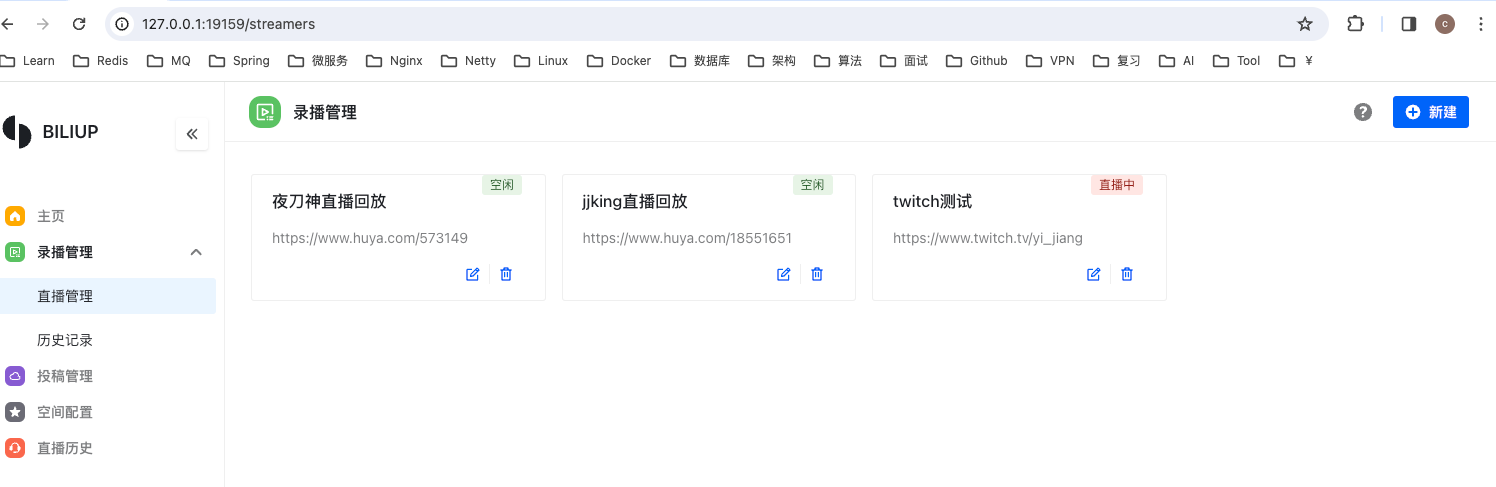 127.0.0.1:19159/streamers
C
Learn Redis MQ Spring 微服务 Nginx Netty Linux Docker 数据库 架构 算法 面试 Github VPN 复习 AI Tool ¥
BILIUP
录播管理
? 新建
主页
录播管理
直播管理
历史记录
投稿管理
空间配置
直播历史
空闲
夜刀神直播回放
https://www.huya.com/573149
空闲
jjking直播回放
https://www.huya.com/18551651
直播中
twitch测试
https://www.twitch.tv/yi_jiang